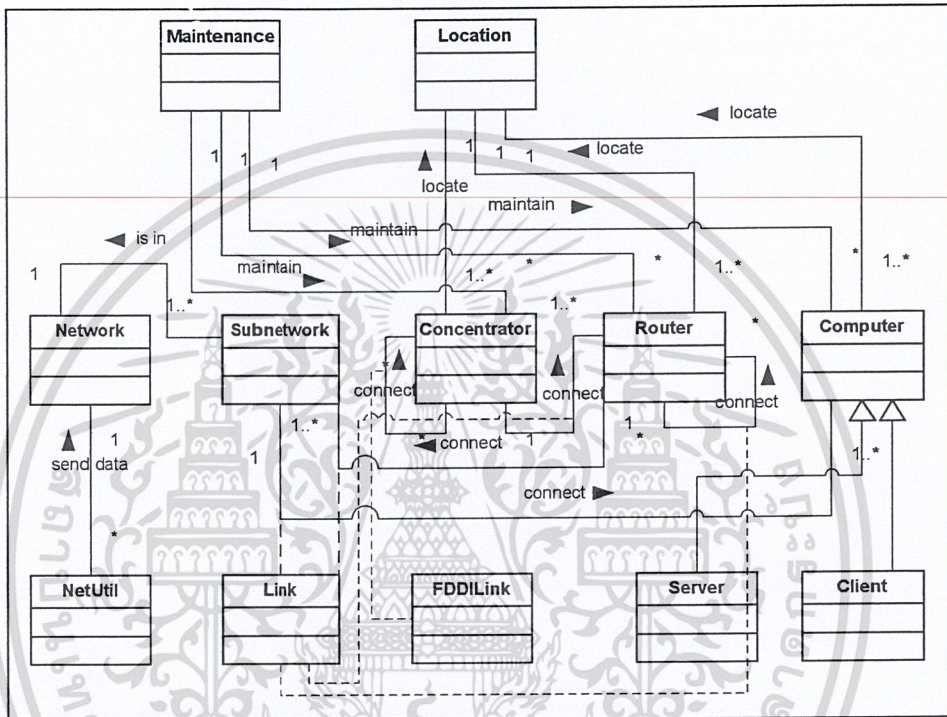 Maintenance
Location
locate
1 1 1
locate
1 1 1
locate
maintain
is in
maintain
1
maintain
1..*
*
*
1..*
*
1..*
1..*
1..*
*
Network
Subnetwork
Concentrator
Router
Computer
*
connect
connect
connect
1
1..*
1
*
connect
1
1
*
1..*
send data
connect
*
NetUtil
Link
FDDILink
Server
Client